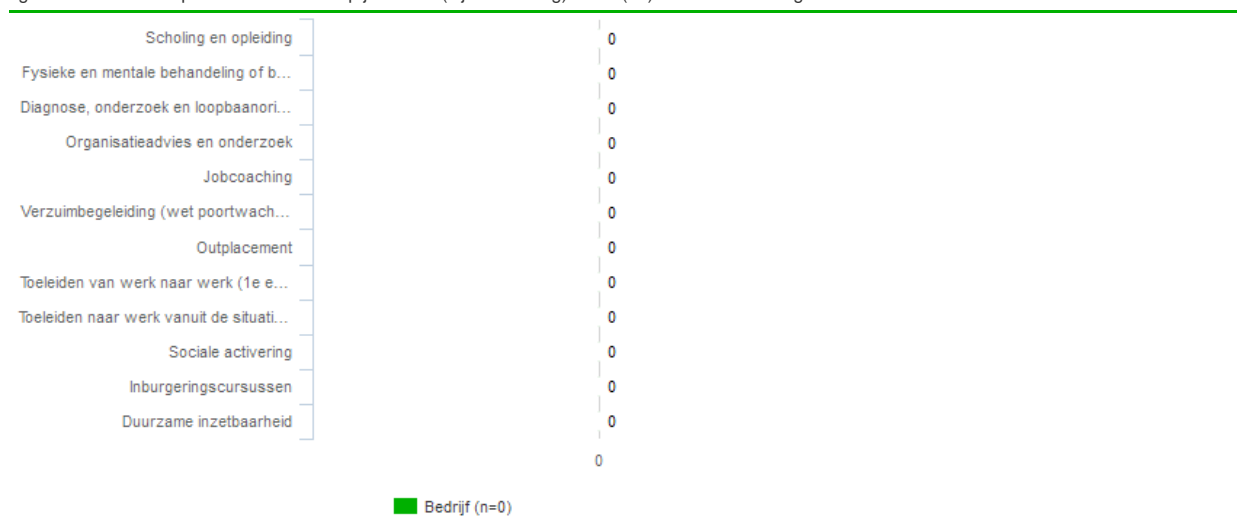 Scholing en opleiding 0
Fysieke en mentale behandeling of b... 0
Diagnose, onderzoek en loopbaanori... 0
Organisatieadvies en onderzoek 0
Jobcoaching 0
Verzuimbegeleiding (wet poortwach... 0
Outplacement 0
Toeleiden van werk naar werk (1e e... 0
Toeleiden naar werk vanuit de situati... 0
Sociale activering 0
Inburgeringscursussen 0
Duurzame inzetbaarheid 0
0
Bedrijf (n=0)